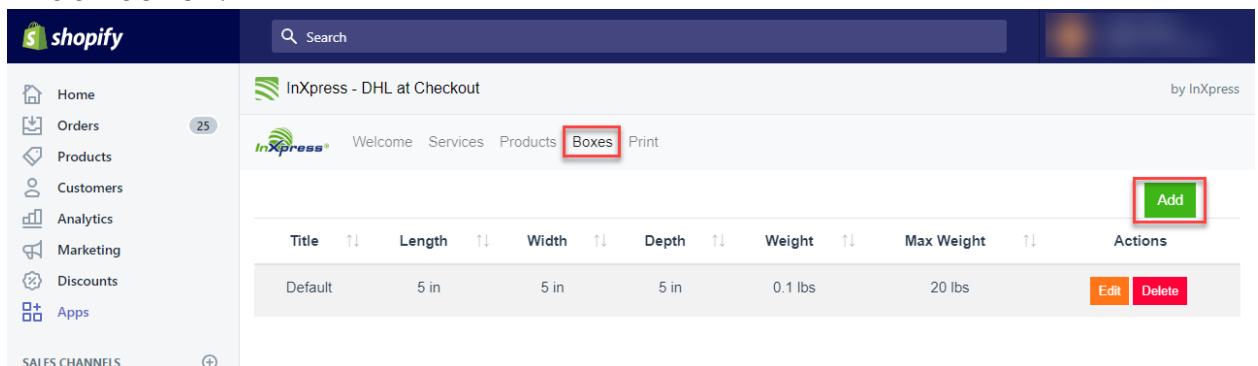 shopify
Search
Home
Orders 25
Products
Customers
Analytics
Marketing
Discounts
Apps
SALES CHANNELS
InXpress - DHL at Checkout
by InXpress
InXpress® Welcome Services Products Boxes Print
Add
Title Length Width Depth Weight Max Weight Actions
Default 5 in 5 in 5 in 0.1 lbs 20 lbs Edit Delete